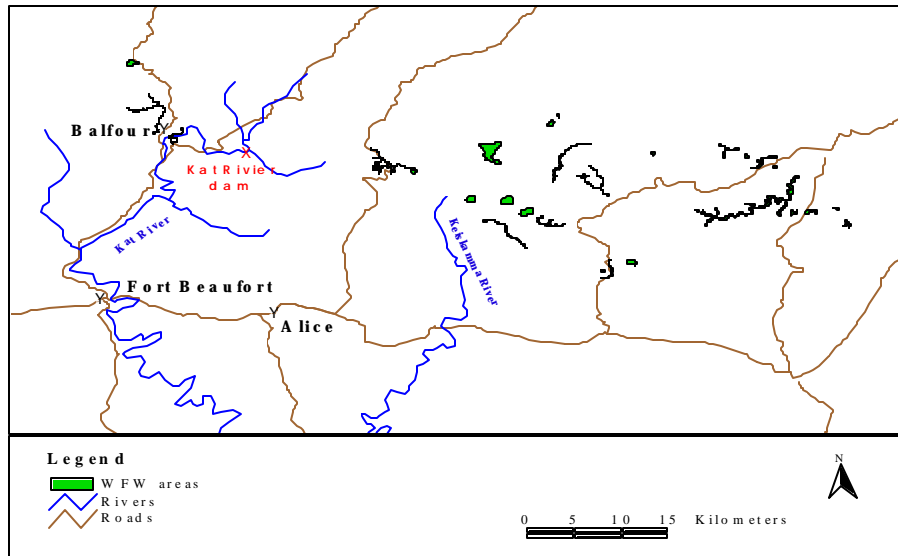 Balfour
Kat Rivier
dam
Kat River
Keiskamma River
Fort Beaufort
Alice
Legend
WFW areas
Rivers
Roads
N
0 5 10 15 Kilometers